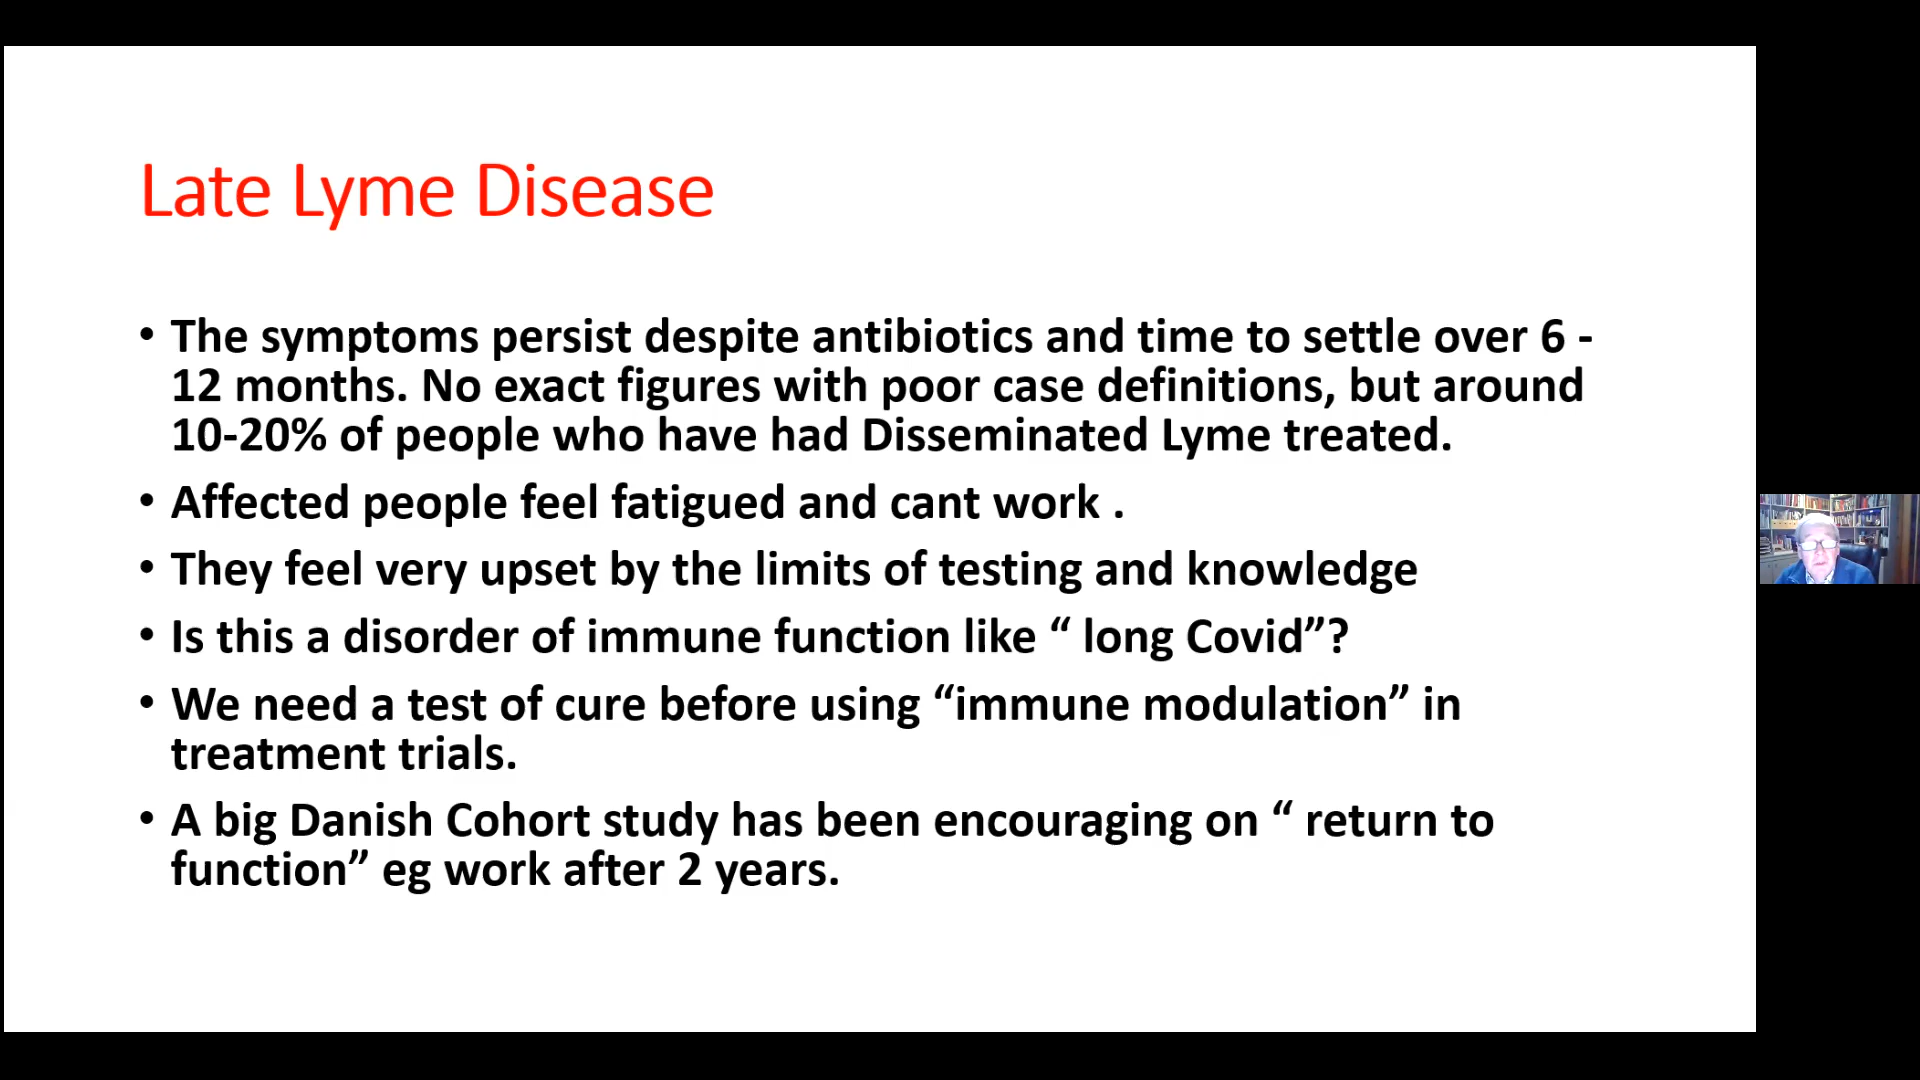 Late Lyme Disease
• The symptoms persist despite antibiotics and time to settle over 6 -
12 months. No exact figures with poor case definitions, but around
10-20% of people who have had Disseminated Lyme treated.
• Affected people feel fatigued and cant work .
• They feel very upset by the limits of testing and knowledge
• Is this a disorder of immune function like “ long Covid”?
• We need a test of cure before using “immune modulation” in
treatment trials.
• A big Danish Cohort study has been encouraging on “ return to
function” eg work after 2 years.